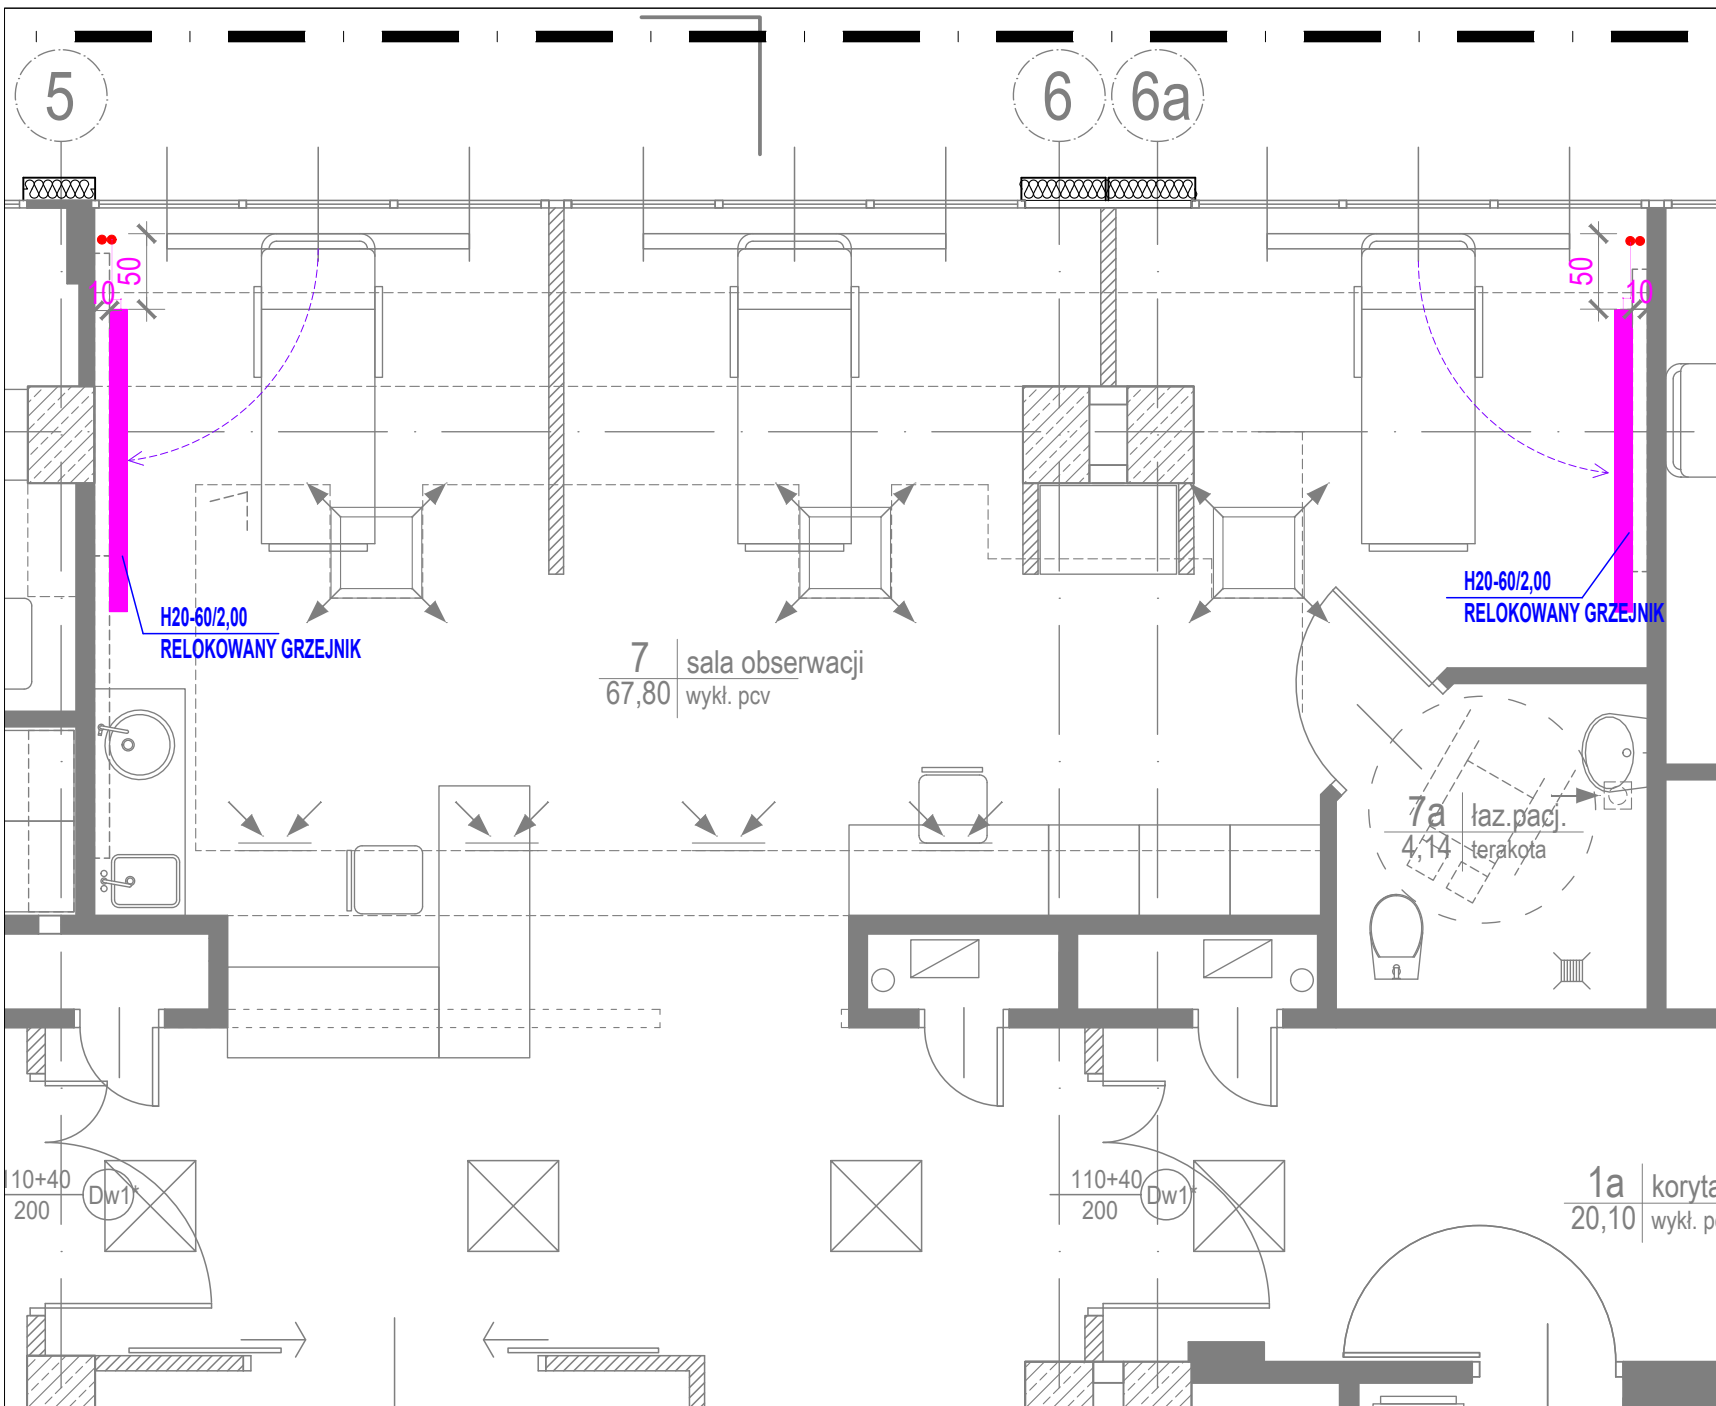 5
6
6a
50
10
50
10
H20-60/2,00
RELOKOWANY GRZEJNIK
H20-60/2,00
RELOKOWANY GRZEJNIK
7 sala obserwacji
67,80 wykł. pcv
7a łaz.pacj.
4,14 terakota
110+40
200
Dw1*
110+40
200
Dw1*
1a koryta
20,10 wykł. p